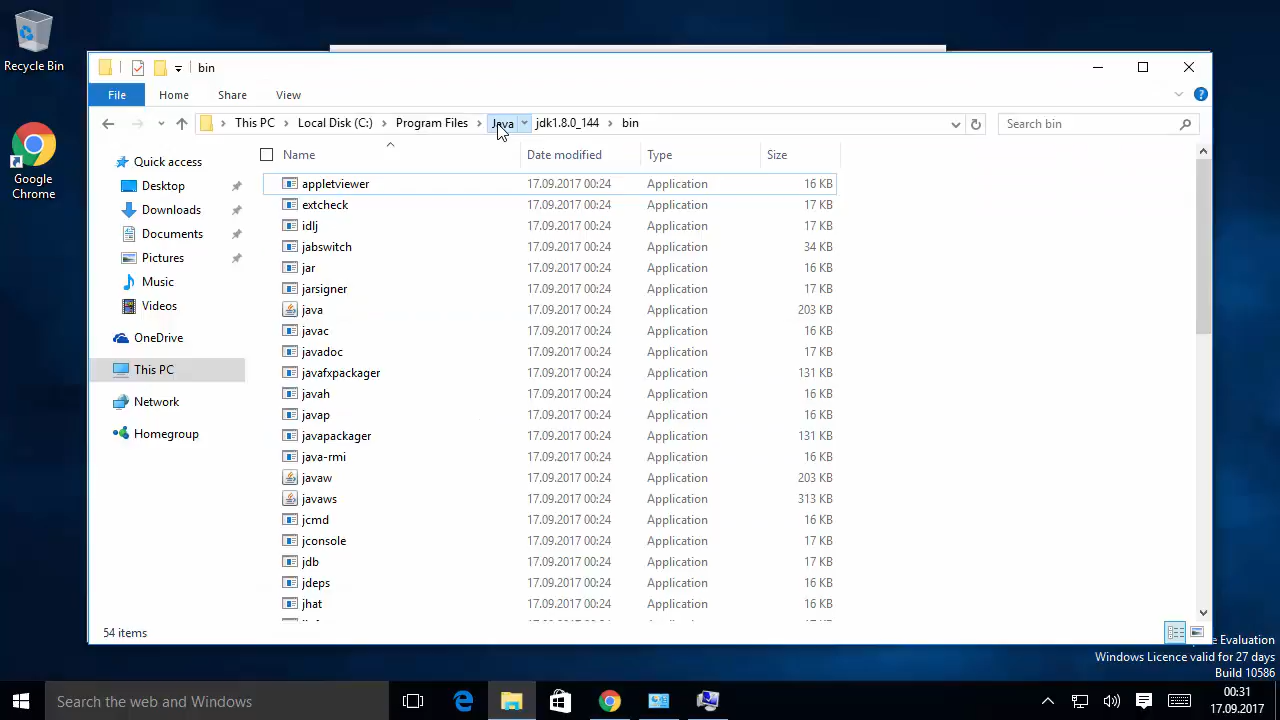 Recycle Bin
Google
Chrome
bin
File Home Share View
This PC Local Disk (C:) Program Files Java jdk1.8.0_144 bin
Search bin
Quick access
Desktop
Downloads
Documents
Pictures
Music
Videos
OneDrive
This PC
Network
Homegroup
Name Date modified Type Size
appletviewer 17.09.2017 00:24 Application 16 KB
extcheck 17.09.2017 00:24 Application 17 KB
idlj 17.09.2017 00:24 Application 17 KB
jabswitch 17.09.2017 00:24 Application 34 KB
jar 17.09.2017 00:24 Application 16 KB
jarsigner 17.09.2017 00:24 Application 17 KB
java 17.09.2017 00:24 Application 203 KB
javac 17.09.2017 00:24 Application 16 KB
javadoc 17.09.2017 00:24 Application 17 KB
javafxpackager 17.09.2017 00:24 Application 131 KB
javah 17.09.2017 00:24 Application 17 KB
javap 17.09.2017 00:24 Application 16 KB
javapackager 17.09.2017 00:24 Application 131 KB
java-rmi 17.09.2017 00:24 Application 16 KB
javaw 17.09.2017 00:24 Application 203 KB
javaws 17.09.2017 00:24 Application 313 KB
jcmd 17.09.2017 00:24 Application 16 KB
jconsole 17.09.2017 00:24 Application 17 KB
jdb 17.09.2017 00:24 Application 17 KB
jdeps 17.09.2017 00:24 Application 16 KB
jhat 17.09.2017 00:24 Application 16 KB
54 items
Evaluation
Windows Licence valid for 27 days
Build 10586
Search the web and Windows
00:31
17.09.2017